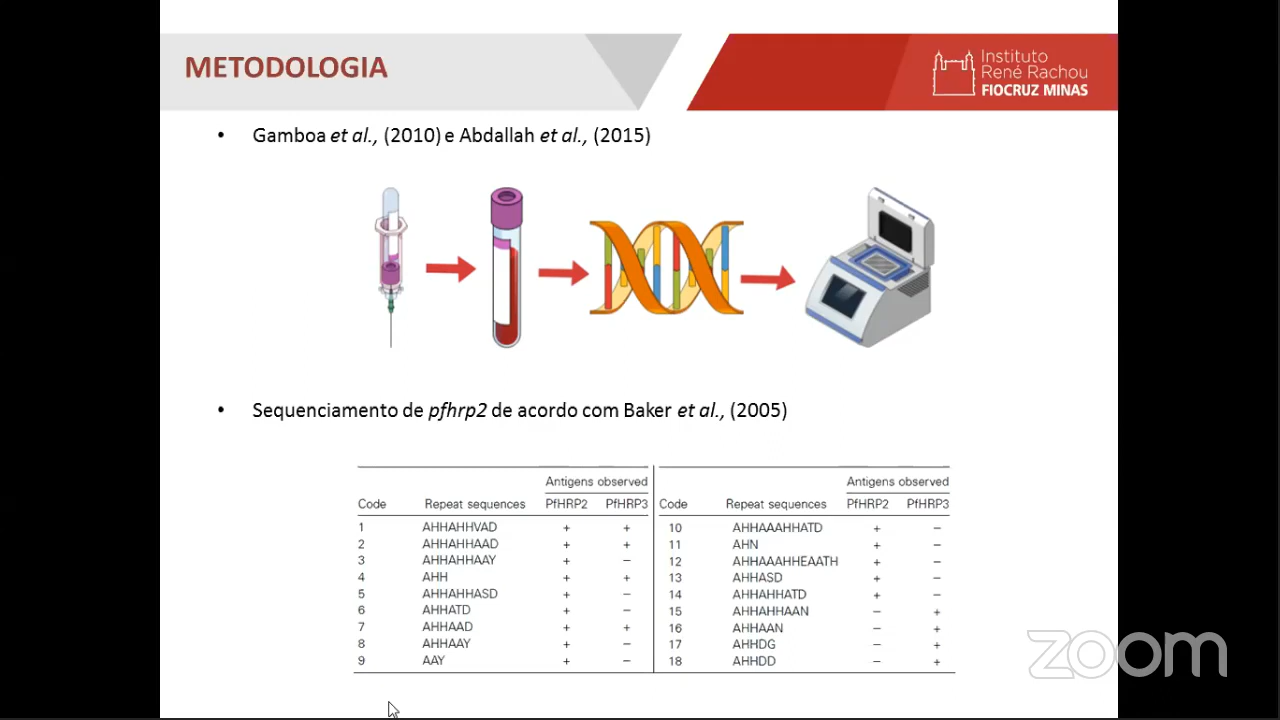 METODOLOGIA
Instituto
René Rachou
FIOCRUZ MINAS
• Gamboa et al., (2010) e Abdallah et al., (2015)
• Sequenciamento de pfhrp2 de acordo com Baker et al., (2005)
Antigens observed Antigens observed
Code Repeat sequences PfHRP2 PfHRP3 Code Repeat sequences PfHRP2 PfHRP3
1 AHHAHHVAD + + 10 AHHAAAHHATD + −
2 AHHAHHAAD + + 11 AHN + −
3 AHHAHHAAY + − 12 AHHAAAHHEAATH + −
4 AHH + + 13 AHHASD + −
5 AHHAHHASD + − 14 AHHAHHATD + −
6 AHHATD + − 15 AHHAHHAAN − +
7 AHHAAD + + 16 AHHAAN − +
8 AHHAAY + − 17 AHHDG − +
9 AAY + − 18 AHHDD − +
zoom